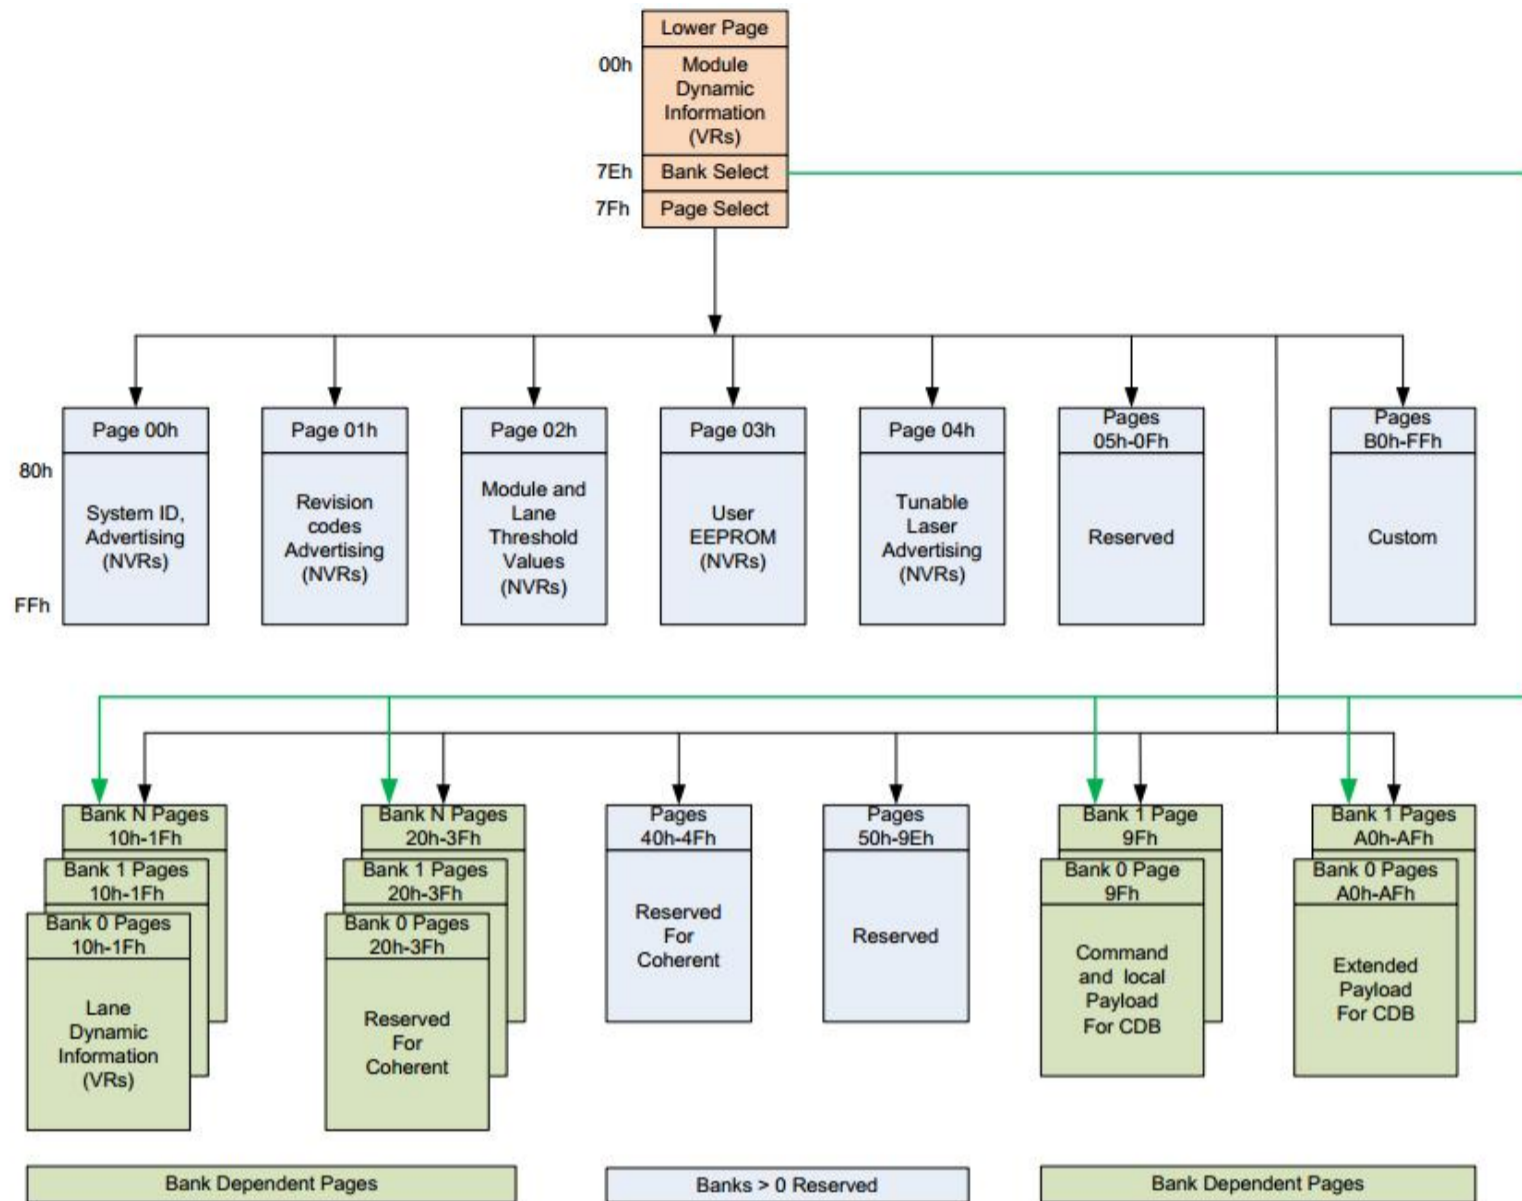 Lower Page
00h
Module
Dynamic
Information
(VRs)
7Eh
Bank Select
7Fh
Page Select
Page 00h
Page 01h
Page 02h
Page 03h
Page 04h
Pages
05h-0Fh
Pages
B0h-FFh
80h
FFh
System ID,
Advertising
(NVRs)
Revision
codes
Advertising
(NVRs)
Module and
Lane
Threshold
Values
(NVRs)
User
EEPROM
(NVRs)
Tunable
Laser
Advertising
(NVRs)
Reserved
Custom
Bank N Pages
10h-1Fh
Bank 1 Pages
10h-1Fh
Bank 0 Pages
10h-1Fh
Lane
Dynamic
Information
(VRs)
Bank N Pages
20h-3Fh
Bank 1 Pages
20h-3Fh
Bank 0 Pages
20h-3Fh
Reserved
For
Coherent
Pages
40h-4Fh
Reserved
For
Coherent
Pages
50h-9Eh
Reserved
Bank 1 Page
9Fh
Bank 0 Page
9Fh
Command
and local
Payload
For CDB
Bank 1 Pages
A0h-AFh
Bank 0 Pages
A0h-AFh
Extended
Payload
For CDB
Bank Dependent Pages
Banks > 0 Reserved
Bank Dependent Pages